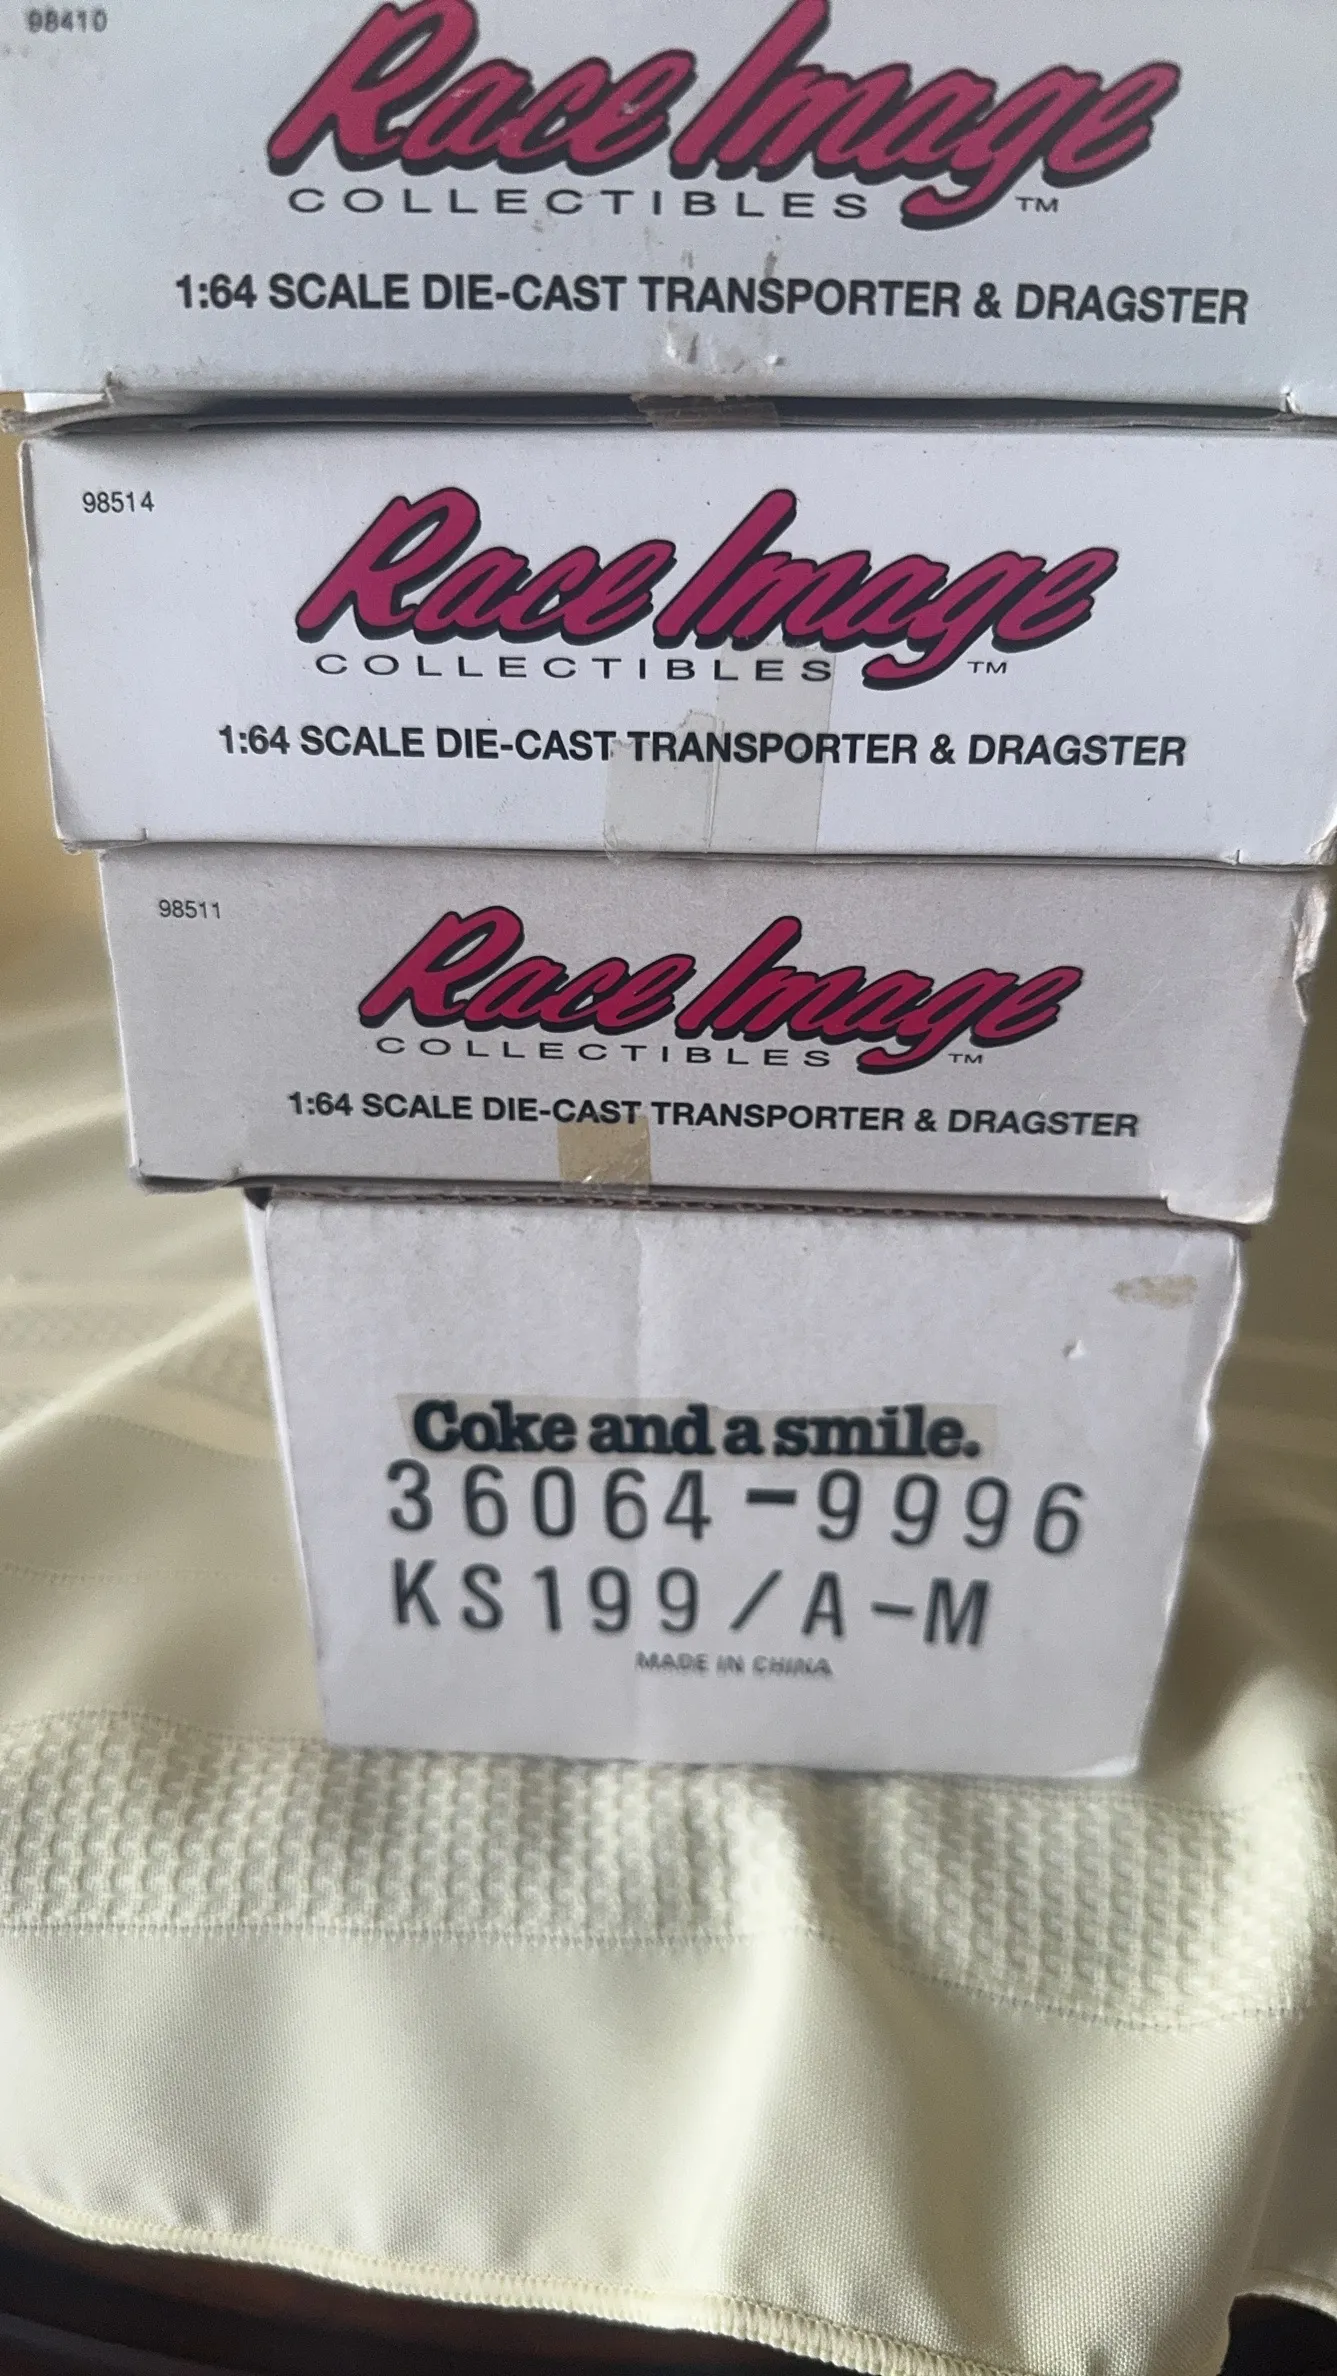 98410
Race Image
COLLECTIBLES TM
1:64 SCALE DIE-CAST TRANSPORTER & DRAGSTER
98514
Race Image
COLLECTIBLES TM
1:64 SCALE DIE-CAST TRANSPORTER & DRAGSTER
98511
Race Image
COLLECTIBLES TM
1:64 SCALE DIE-CAST TRANSPORTER & DRAGSTER
Coke and a smile.
36064-9996
KS199/A-M
MADE IN CHINA